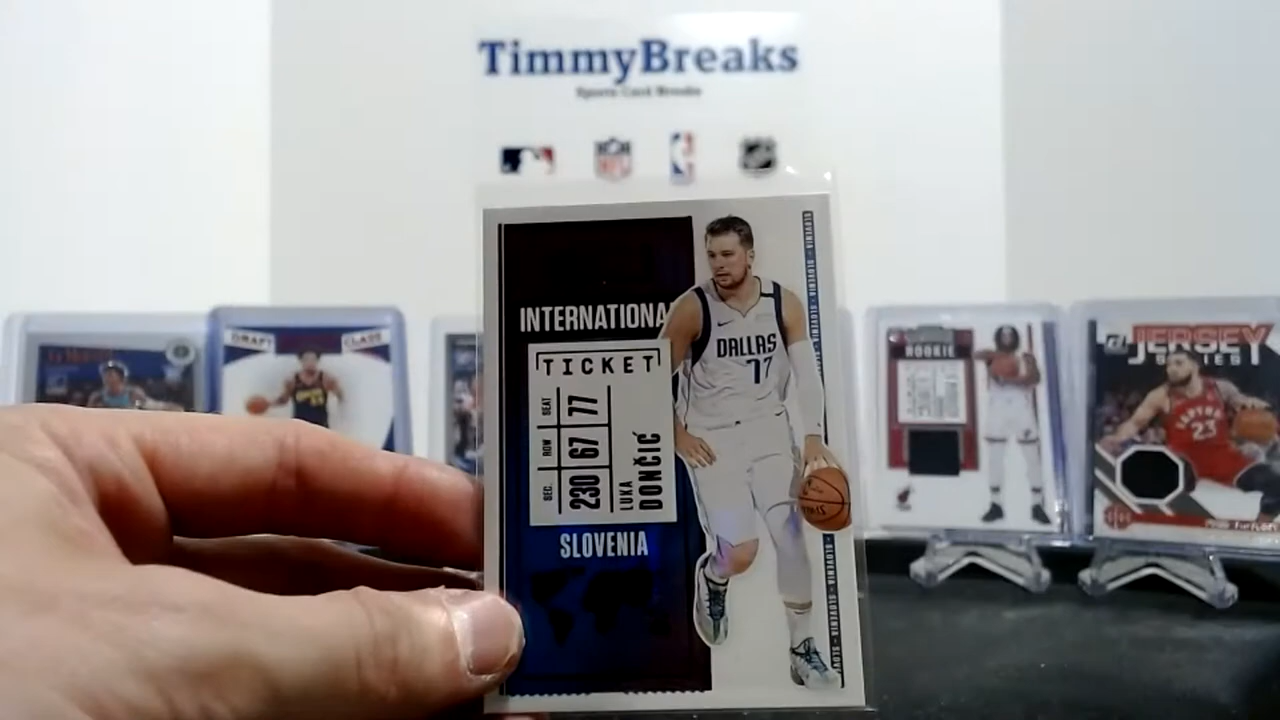 TimmyBreaks
Sports Card Breaks
INTERNATIONAL
TICKET
SEC. ROW SEAT
230 67 77
LUKA
DONČIĆ
SLOVENIA
DALLAS
77
SLOVENIA · SLOVENIA · SLOVENIA
DRAFT CLASS
ROOKIE
JERSEY
SERIES
23